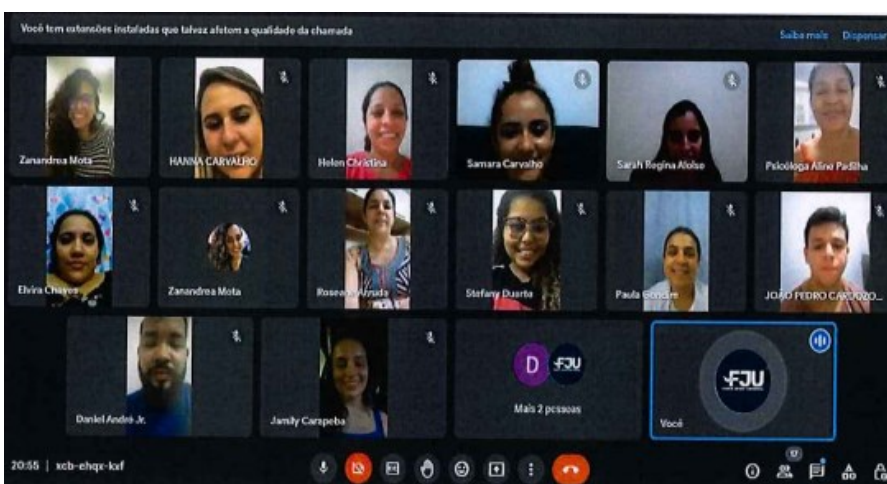 Você tem extensões instaladas que talvez afetem a qualidade da chamada
Saiba mais
Dispensar
Zanandrea Mota
HANNA CARVALHO
Helen Christina
Samara Carvalho
Sarah Regina Aloise
Psicóloga Aline Padilha
Elvira Chaves
Zanandrea Mota
Roseane Arruda
Stefany Duarte
Paula
JOÃO PEDRO CARDOZO...
Daniel André Jr.
Jamily Carapeba
D
FJU
Mais 2 pessoas
FJU
Você
20:55 | xcb-ehqx-kxf
17